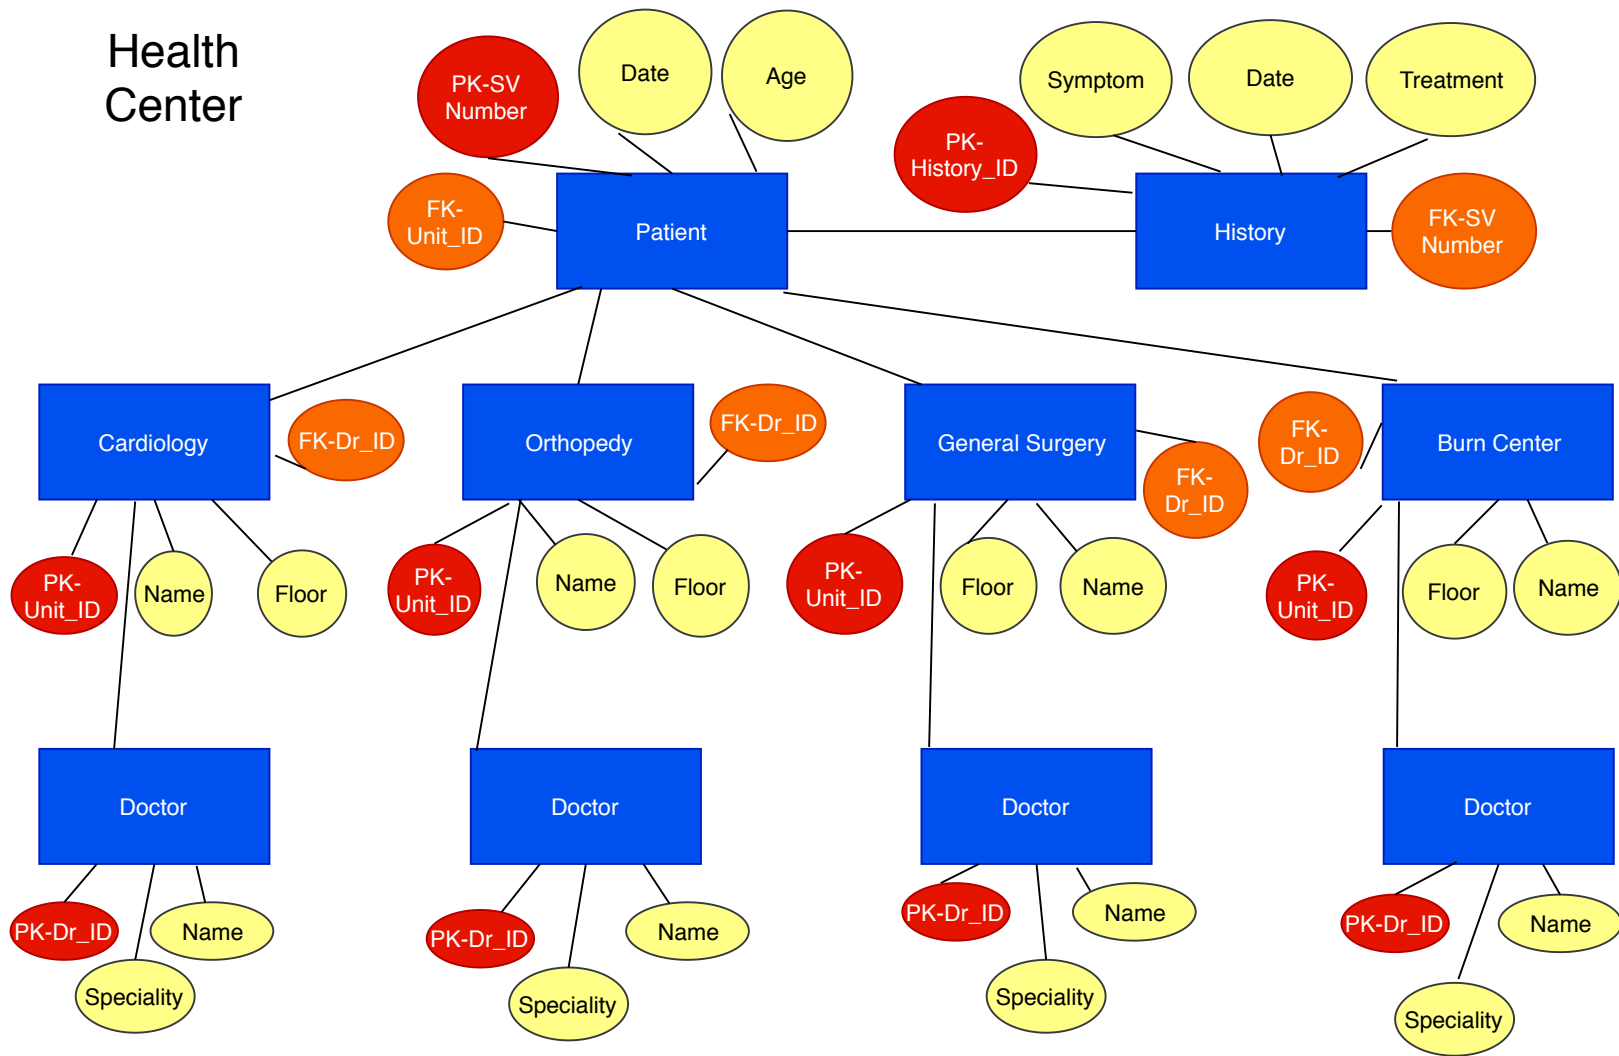 Health
Center
PK-SV
Number
Date
Age
Symptom
Date
Treatment
PK-
History_ID
FK-
Unit_ID
Patient
History
FK-SV
Number
Cardiology
FK-Dr_ID
Orthopedy
FK-Dr_ID
General Surgery
FK-
Dr_ID
FK-
Dr_ID
Burn Center
PK-
Unit_ID
Name
Floor
PK-
Unit_ID
Name
Floor
PK-
Unit_ID
Floor
Name
PK-
Unit_ID
Floor
Name
Doctor
Doctor
Doctor
Doctor
PK-Dr_ID
Speciality
Name
PK-Dr_ID
Speciality
Name
PK-Dr_ID
Speciality
Name
PK-Dr_ID
Speciality
Name